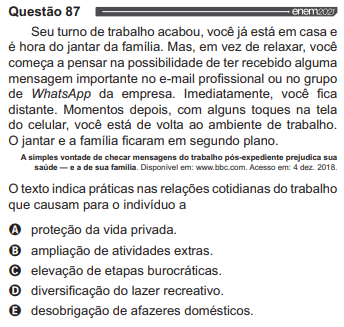 Questão 87 enem2021
Seu turno de trabalho acabou, você já está em casa e
é hora do jantar da família. Mas, em vez de relaxar, você
começa a pensar na possibilidade de ter recebido alguma
mensagem importante no e-mail profissional ou no grupo
de WhatsApp da empresa. Imediatamente, você fica
distante. Momentos depois, com alguns toques na tela
do celular, você está de volta ao ambiente de trabalho.
O jantar e a família ficaram em segundo plano.
A simples vontade de checar mensagens do trabalho pós-expediente prejudica sua
saúde — e a de sua família. Disponível em: www.bbc.com. Acesso em: 4 dez. 2018.
O texto indica práticas nas relações cotidianas do trabalho
que causam para o indivíduo a
A proteção da vida privada.
B ampliação de atividades extras.
C elevação de etapas burocráticas.
D diversificação do lazer recreativo.
E desobrigação de afazeres domésticos.